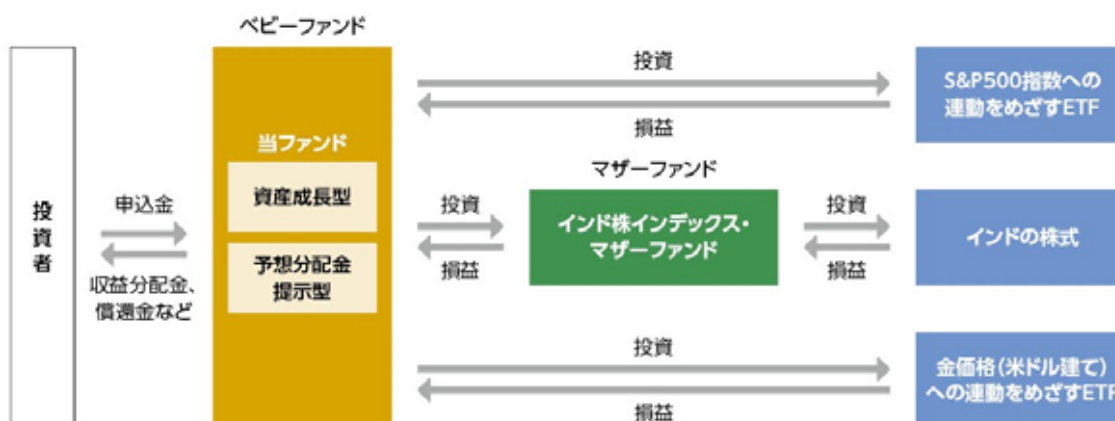 ベビーファンド
投資
S&P500指数への
連動をめざすETF
損益
当ファンド
マザーファンド
投資者
申込金
資産成長型
投資
インド株インデックス・
マザーファンド
投資
インドの株式
収益分配金、
償還金など
予想分配金
提示型
損益
損益
投資
金価格(米ドル建て)
への連動をめざすETF
損益